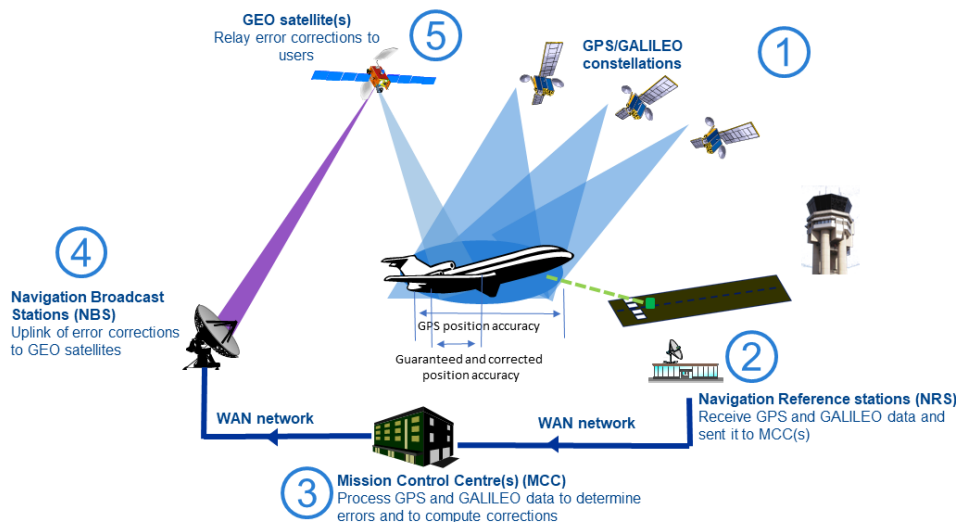 GEO satellite(s)
Relay error corrections to
users
5
GPS/GALILEO
constellations
1
4
Navigation Broadcast
Stations (NBS)
Uplink of error corrections
to GEO satellites
GPS position accuracy
Guaranteed and corrected
position accuracy
2
Navigation Reference stations (NRS)
Receive GPS and GALILEO data and
sent it to MCC(s)
WAN network
WAN network
3
Mission Control Centre(s) (MCC)
Process GPS and GALILEO data to determine
errors and to compute corrections